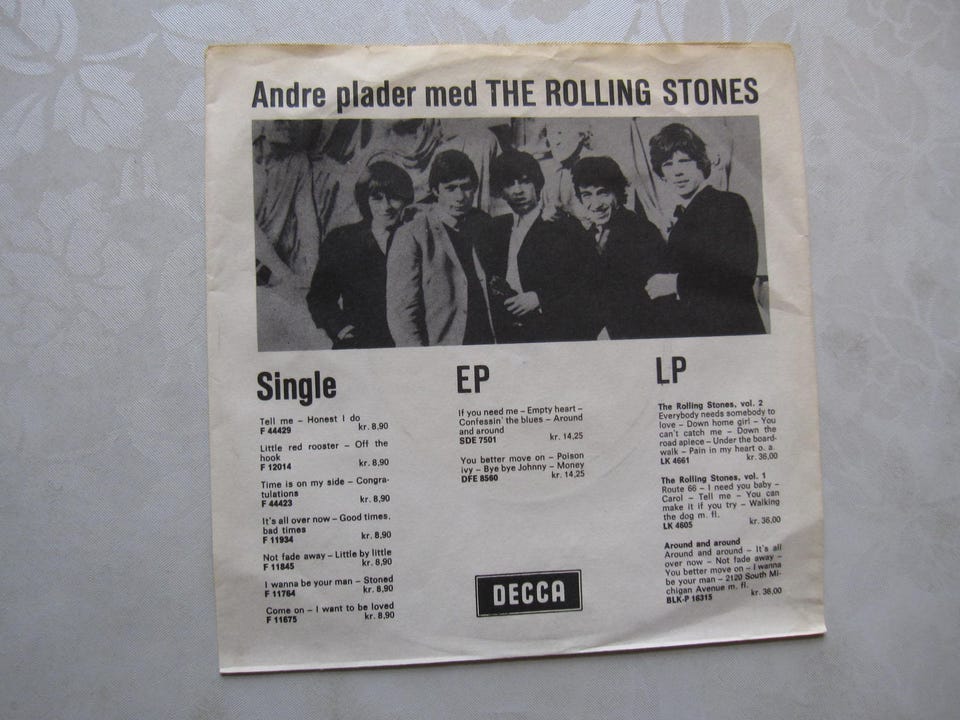 Andre plader med THE ROLLING STONES
Single
Tell me – Honest I do
F 44429 kr. 8,90
Little red rooster – Off the
hook
F 12014 kr. 8,90
Time is on my side – Congra-
tulations
F 44423 kr. 8,90
It's all over now – Good times,
bad times
F 11934 kr. 8,90
Not fade away – Little by little
F 11845 kr. 8,90
I wanna be your man – Stoned
F 11764 kr. 8,90
Come on – I want to be loved
F 11675 kr. 8,90
EP
If you need me – Empty heart –
Confessin' the blues – Around
and around
SDE 7501 kr. 14,25
You better move on – Poison
ivy – Bye bye Johnny – Money
DFE 8560 kr. 14,25
DECCA
LP
The Rolling Stones, vol. 2
Everybody needs somebody to
love – Down home girl – You
can't catch me – Down the
road apiece – Under the board-
walk – Pain in my heart o. a.
LK 4661 kr. 36,00
The Rolling Stones, vol. 1
Route 66 – I need you baby –
Carol – Tell me – You can
make it if you try – Walking
the dog m. fl.
LK 4605 kr. 36,00
Around and around
Around and around – It's all
over now – Not fade away –
You better move on – I wanna
be your man – 2120 South Mi-
chigan Avenue m. fl.
BLK-P 16315 kr. 36,00